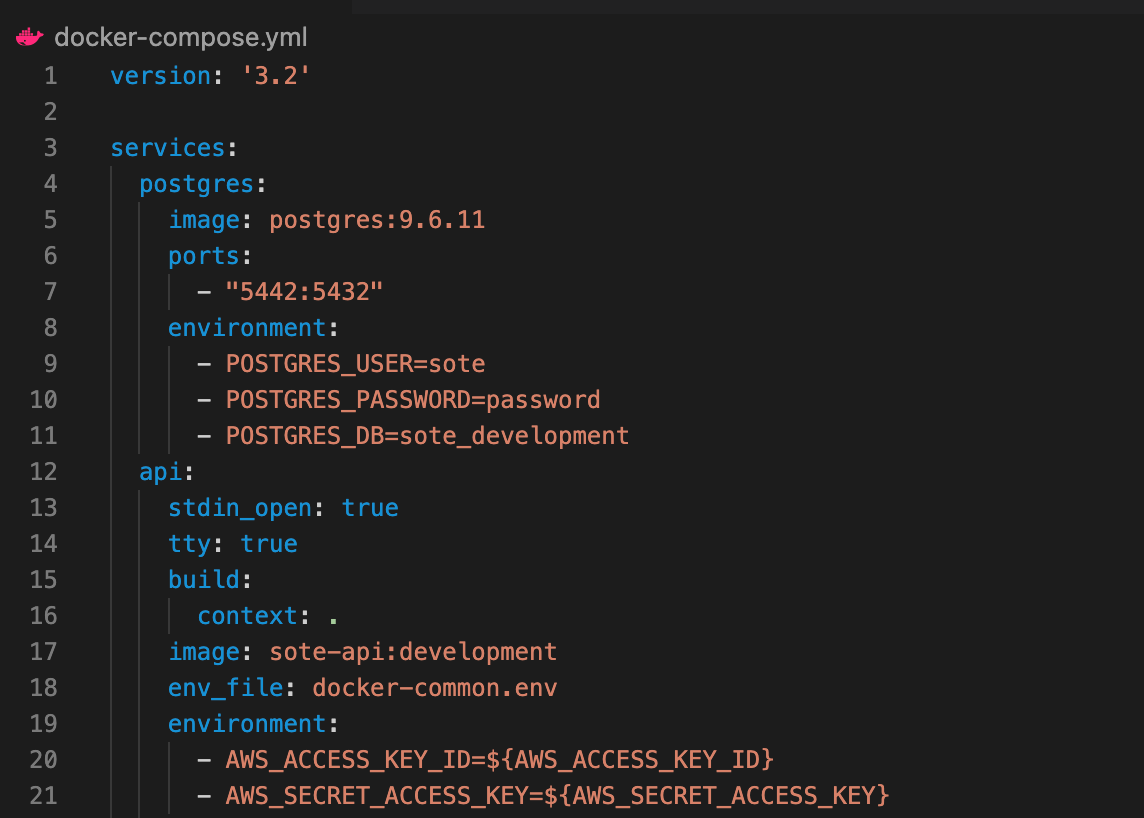 docker-compose.yml
1 version: '3.2'
2
3 services:
4   postgres:
5     image: postgres:9.6.11
6     ports:
7       - "5442:5432"
8     environment:
9       - POSTGRES_USER=sote
10       - POSTGRES_PASSWORD=password
11       - POSTGRES_DB=sote_development
12   api:
13     stdin_open: true
14     tty: true
15     build:
16       context: .
17     image: sote-api:development
18     env_file: docker-common.env
19     environment:
20       - AWS_ACCESS_KEY_ID=${AWS_ACCESS_KEY_ID}
21       - AWS_SECRET_ACCESS_KEY=${AWS_SECRET_ACCESS_KEY}